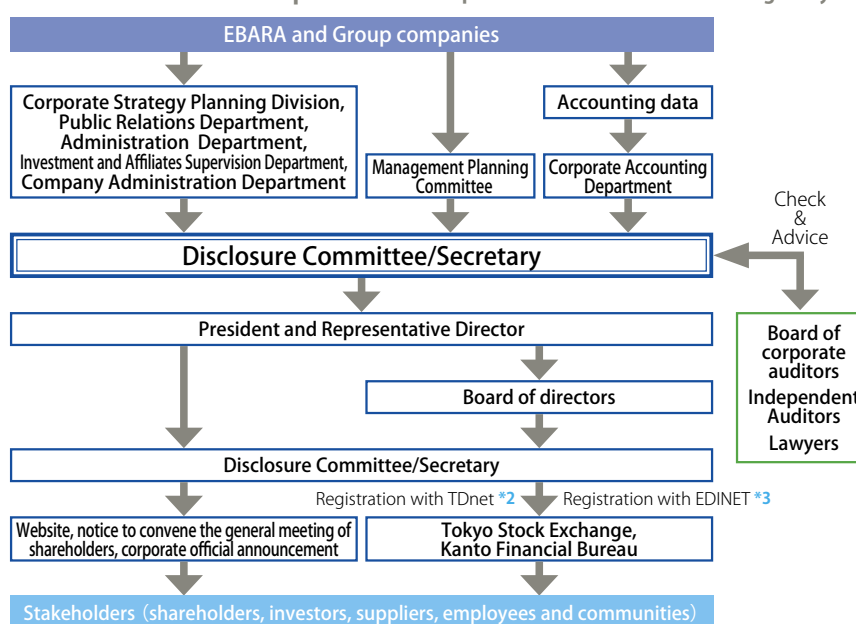 EBARA and Group companies
Corporate Strategy Planning Division,
Public Relations Department,
Administration Department,
Investment and Affiliates Supervision Department,
Company Administration Department
Management Planning
Committee
Accounting data
Corporate Accounting
Department
Check
&
Advice
Disclosure Committee/Secretary
President and Representative Director
Board of
corporate
auditors
Independent
Auditors
Lawyers
Board of directors
Disclosure Committee/Secretary
Registration with TDnet *2
Registration with EDINET *3
Website, notice to convene the general meeting of
shareholders, corporate official announcement
Tokyo Stock Exchange,
Kanto Financial Bureau
Stakeholders (shareholders, investors, suppliers, employees and communities)